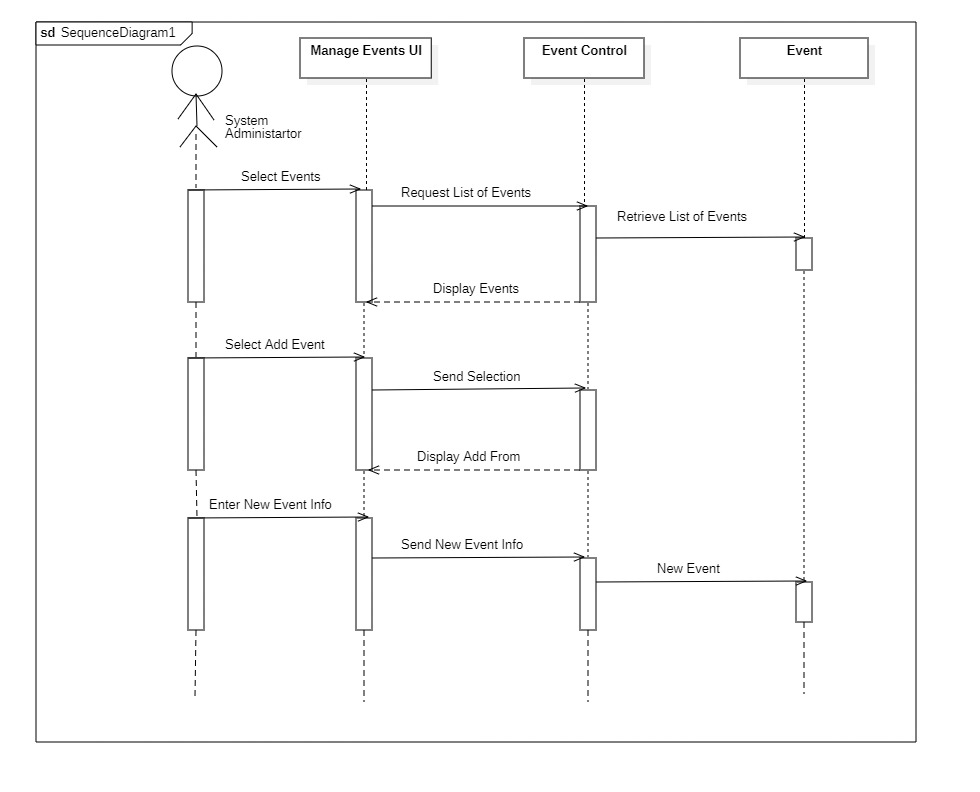 sd SequenceDiagram1
Manage Events UI
Event Control
Event
System
Administartor
Select Events
Request List of Events
Retrieve List of Events
Display Events
Select Add Event
Send Selection
Display Add From
Enter New Event Info
Send New Event Info
New Event